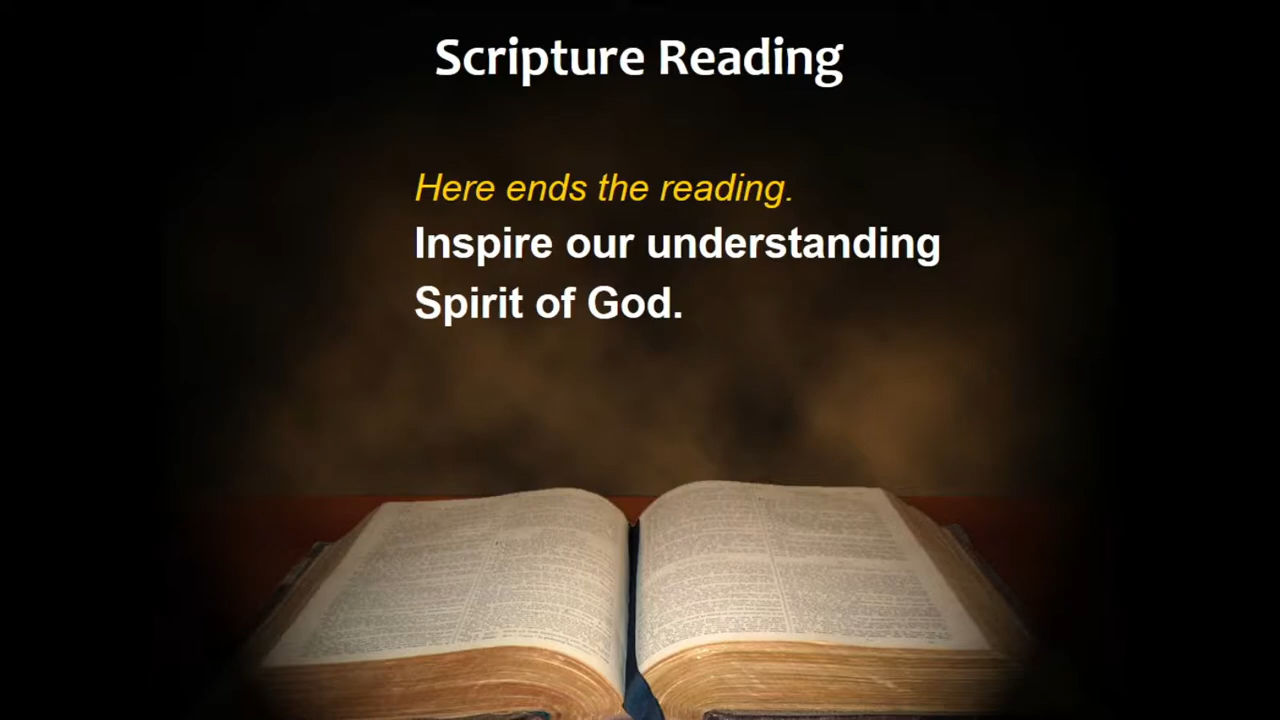 Scripture Reading
Here ends the reading.
Inspire our understanding
Spirit of God.